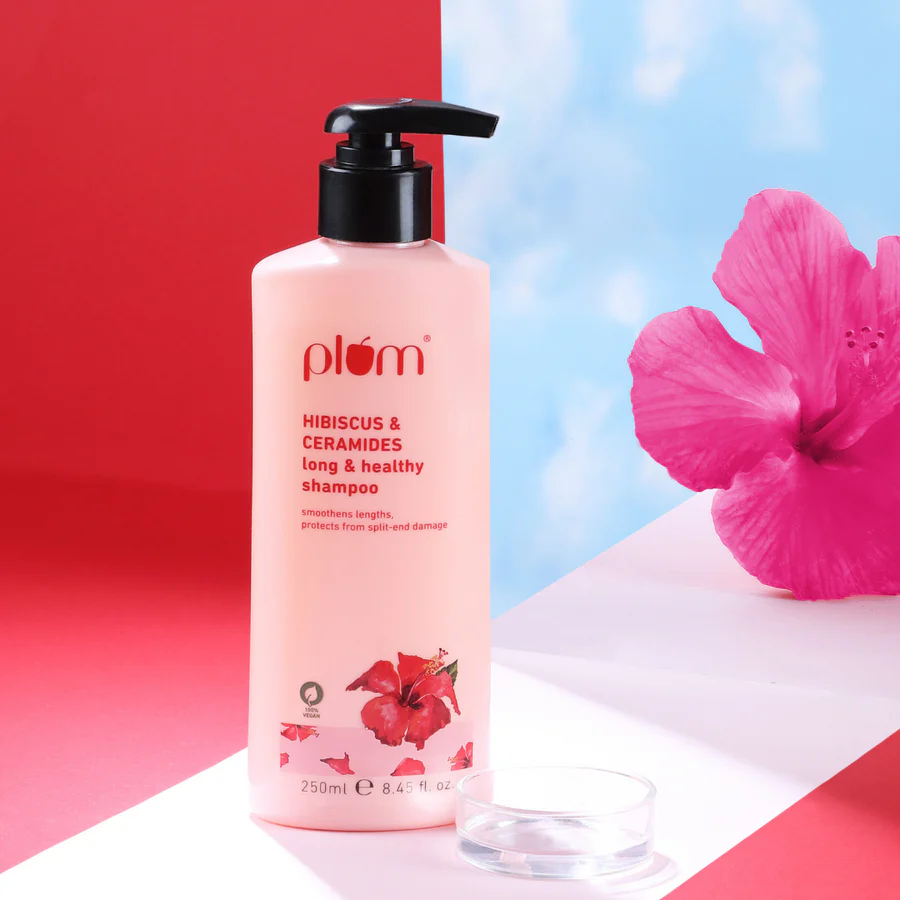 plum®
HIBISCUS &
CERAMIDES
long & healthy
shampoo
smoothens lengths,
protects from split-end damage
100%
VEGAN
250ml e 8.45 fl. oz.